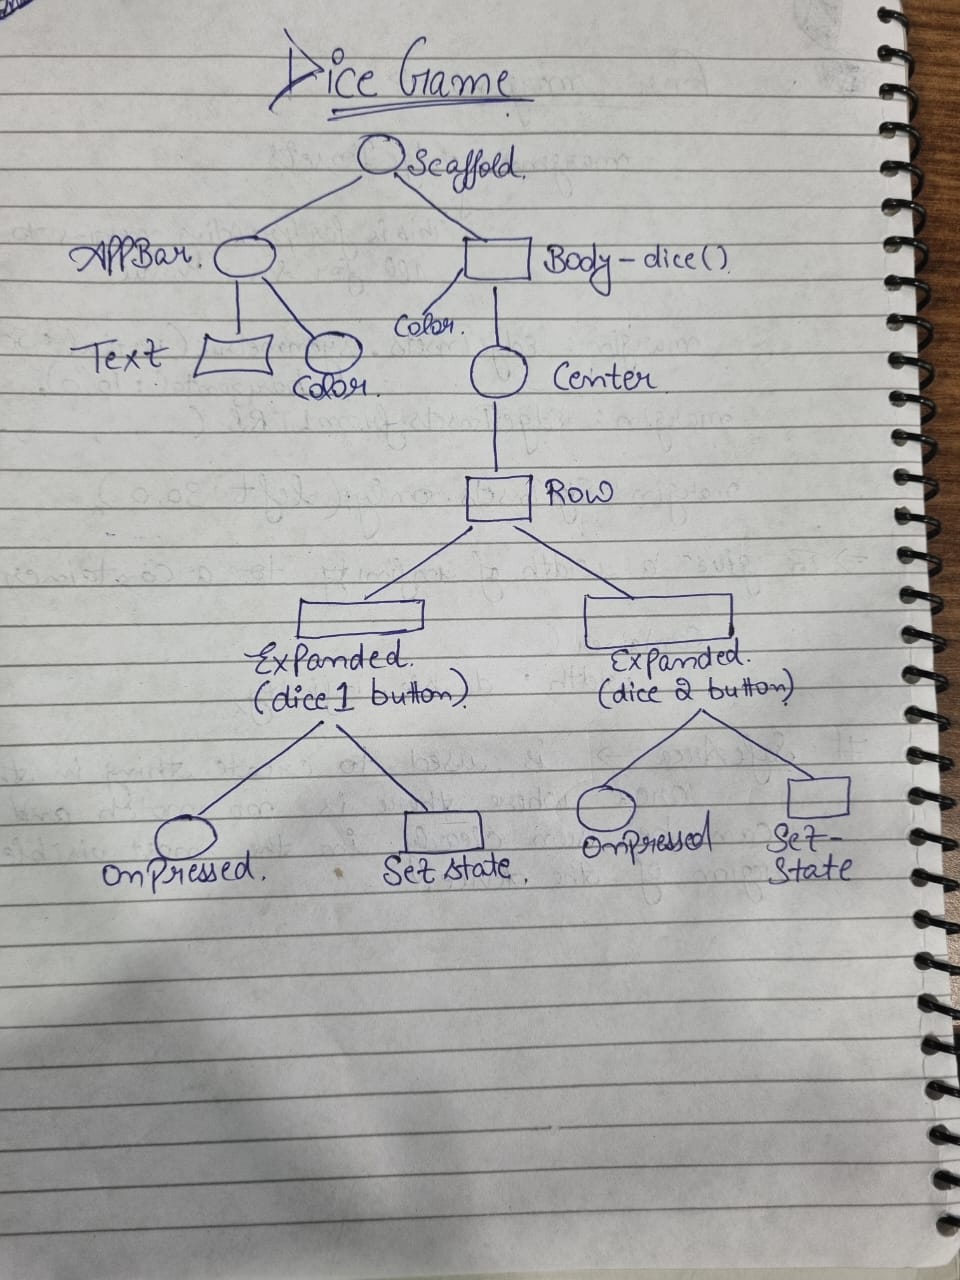 Dice Game
Scaffold.
AppBar.
Body-dice()
Color.
Text
Color.
Center
Row
Expanded.
(dice 1 button)
Expanded.
(dice 2 button)
OnPressed.
Set state.
OnPressed
Set-
State